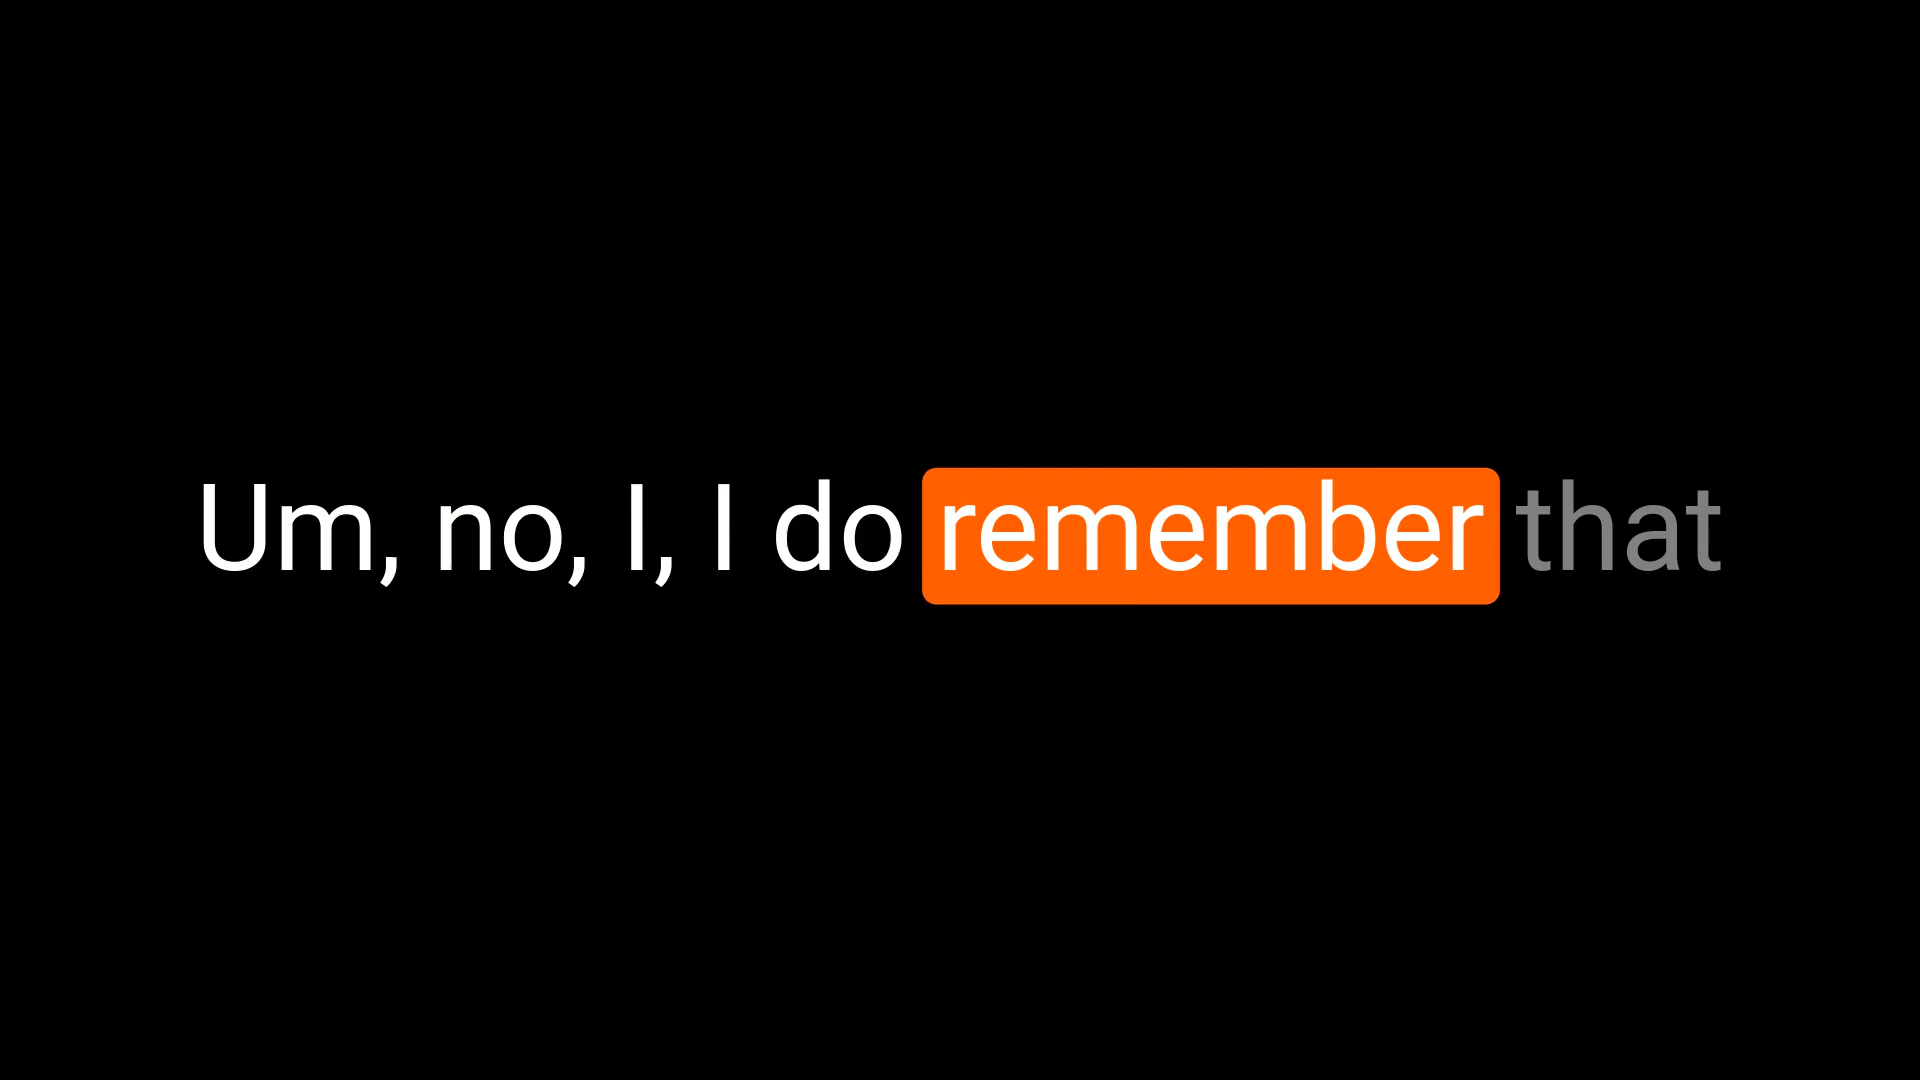 Um, no, I, I do remember that